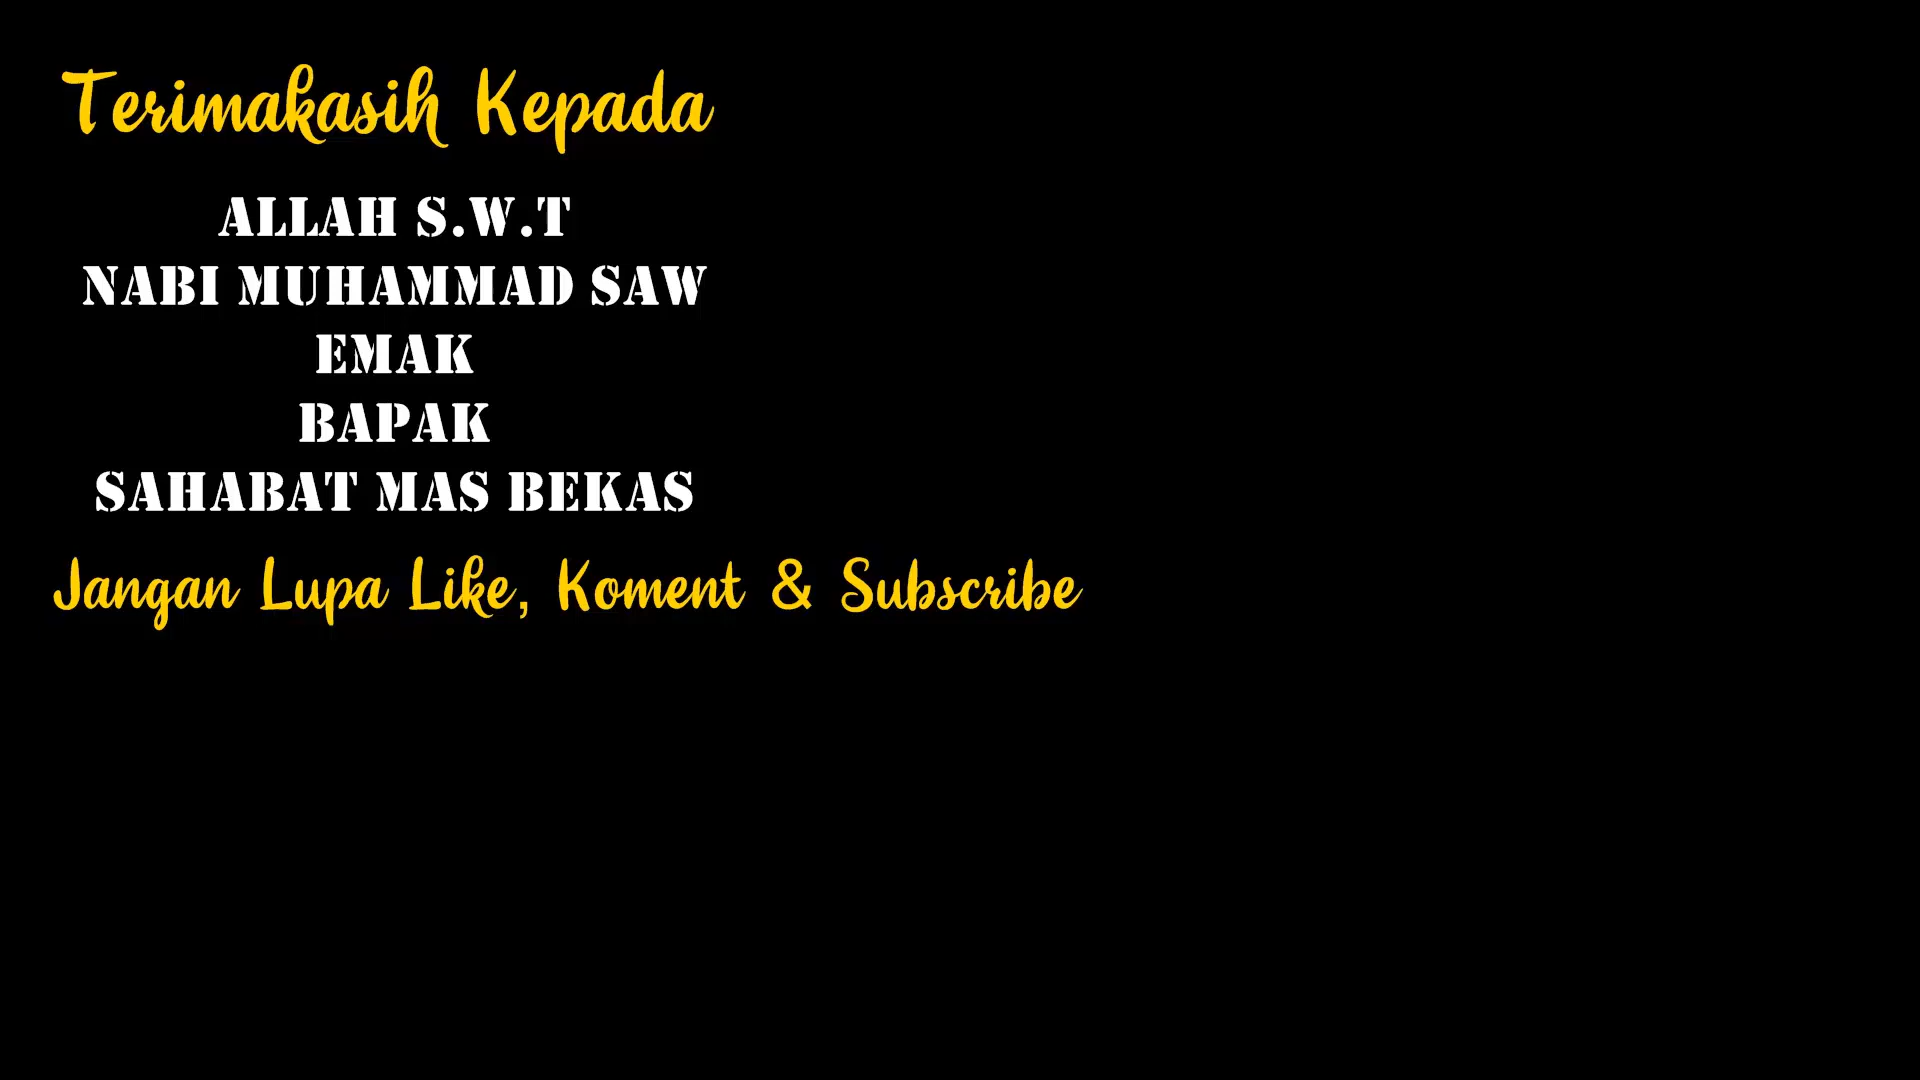 Terimakasih Kepada
ALLAH S.W.T
NABI MUHAMMAD SAW
EMAK
BAPAK
SAHABAT MAS BEKAS
Jangan Lupa Like, Koment & Subscribe